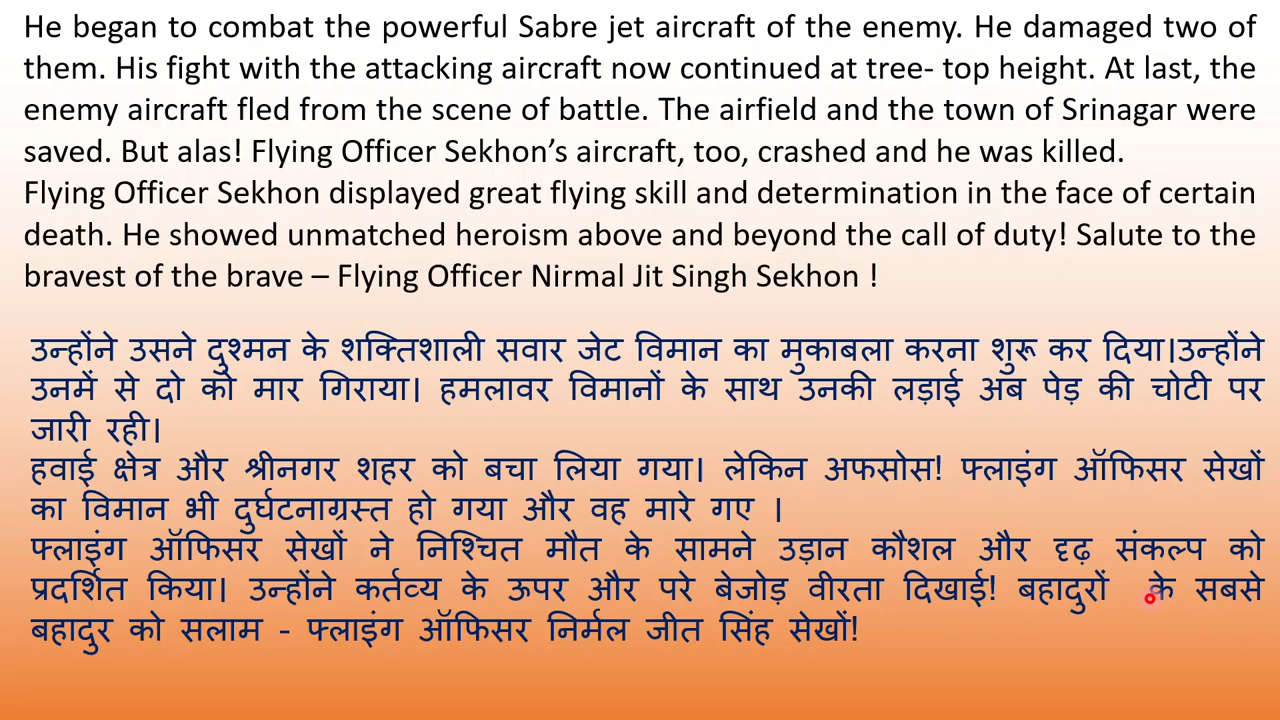 He began to combat the powerful Sabre jet aircraft of the enemy. He damaged two of
them. His fight with the attacking aircraft now continued at tree- top height. At last, the
enemy aircraft fled from the scene of battle. The airfield and the town of Srinagar were
saved. But alas! Flying Officer Sekhon’s aircraft, too, crashed and he was killed.
Flying Officer Sekhon displayed great flying skill and determination in the face of certain
death. He showed unmatched heroism above and beyond the call of duty! Salute to the
bravest of the brave – Flying Officer Nirmal Jit Singh Sekhon !
उन्होंने उसने दुश्मन के शक्तिशाली सवार जेट विमान का मुकाबला करना शुरू कर दिया।उन्होंने
उनमें से दो को मार गिराया। हमलावर विमानों के साथ उनकी लड़ाई अब पेड़ की चोटी पर
जारी रही।
हवाई क्षेत्र और श्रीनगर शहर को बचा लिया गया। लेकिन अफसोस! फ्लाइंग ऑफिसर सेखों
का विमान भी दुर्घटनाग्रस्त हो गया और वह मारे गए ।
फ्लाइंग ऑफिसर सेखों ने निश्चित मौत के सामने उड़ान कौशल और दृढ़ संकल्प को
प्रदर्शित किया। उन्होंने कर्तव्य के ऊपर और परे बेजोड़ वीरता दिखाई! बहादुरों के सबसे
बहादुर को सलाम - फ्लाइंग ऑफिसर निर्मल जीत सिंह सेखों!